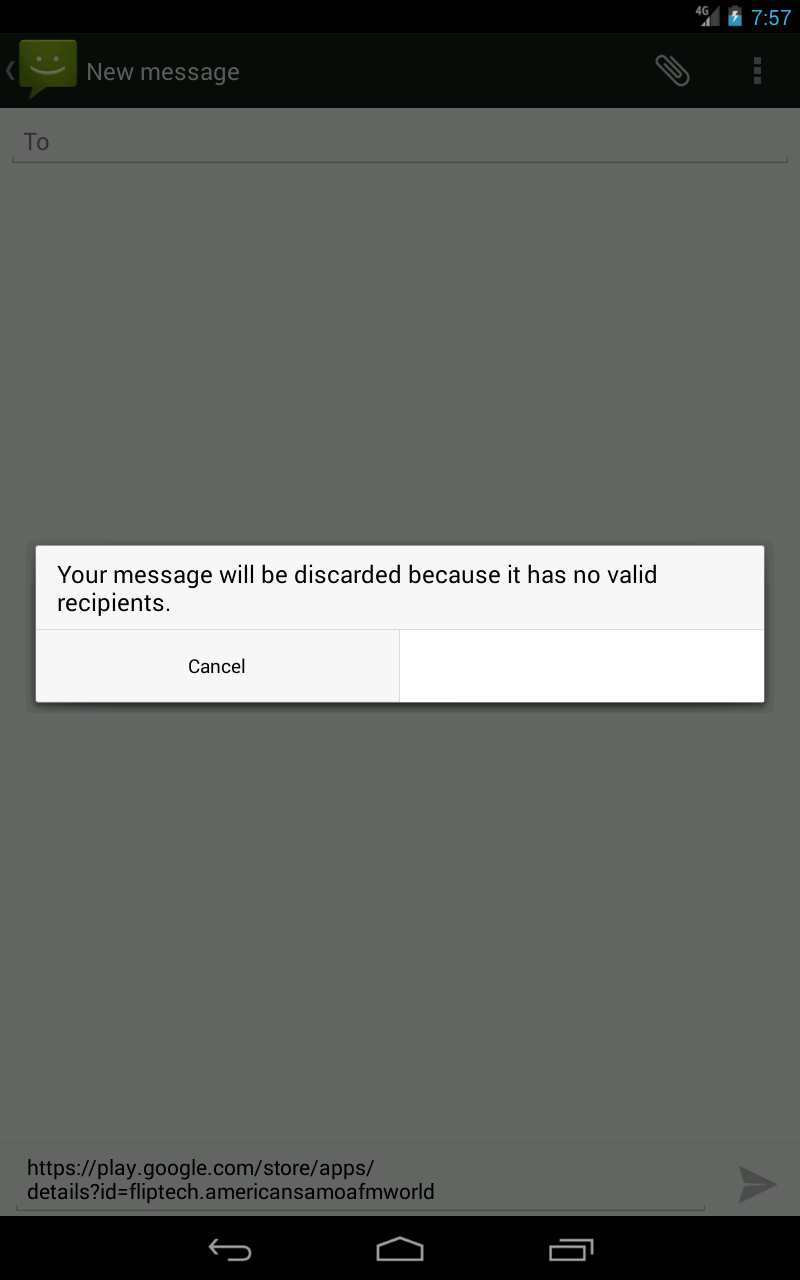 4G 7:57
New message
To
Your message will be discarded because it has no valid
recipients.
Cancel
https://play.google.com/store/apps/
details?id=fliptech.americansamoafmworld